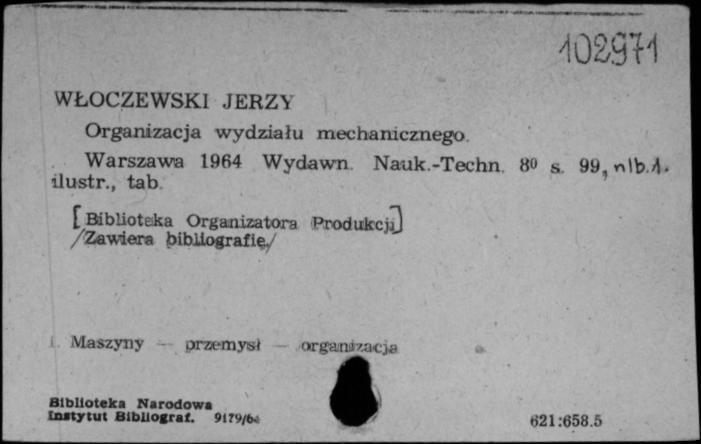 102971
WŁOCZEWSKI JERZY
Organizacja wydziału mechanicznego.
Warszawa 1964 Wydawn. Nauk.-Techn. 8⁰ s. 99, nlb. 1.
ilustr., tab.
[Biblioteka Organizatora Produkcji]
/Zawiera bibliografię/
1. Maszyny — przemysł — organizacja
Biblioteka Narodowa
Instytut Bibliograf. 9179/64
621:658.5